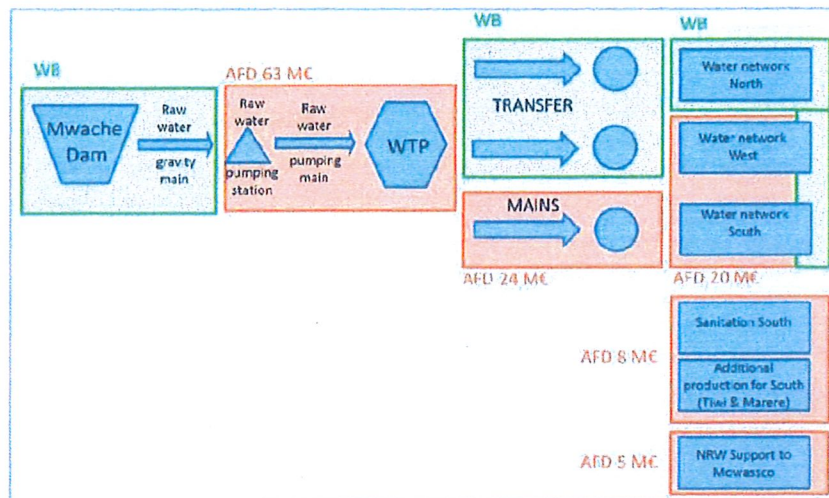 WB
Mwache
Dam
Raw
water
gravity
main
AFD 63 M€
Raw
water
pumping
station
Raw
water
pumping
main
WTP
WB
TRANSFER
MAINS
AFD 24 M€
WB
Water network
North
Water network
West
Water network
South
AFD 20 M€
AFD 8 M€
Sanitation South
Additional
production for South
(Tiwi & Marere)
AFD 5 M€
NRW Support to
Mowassco